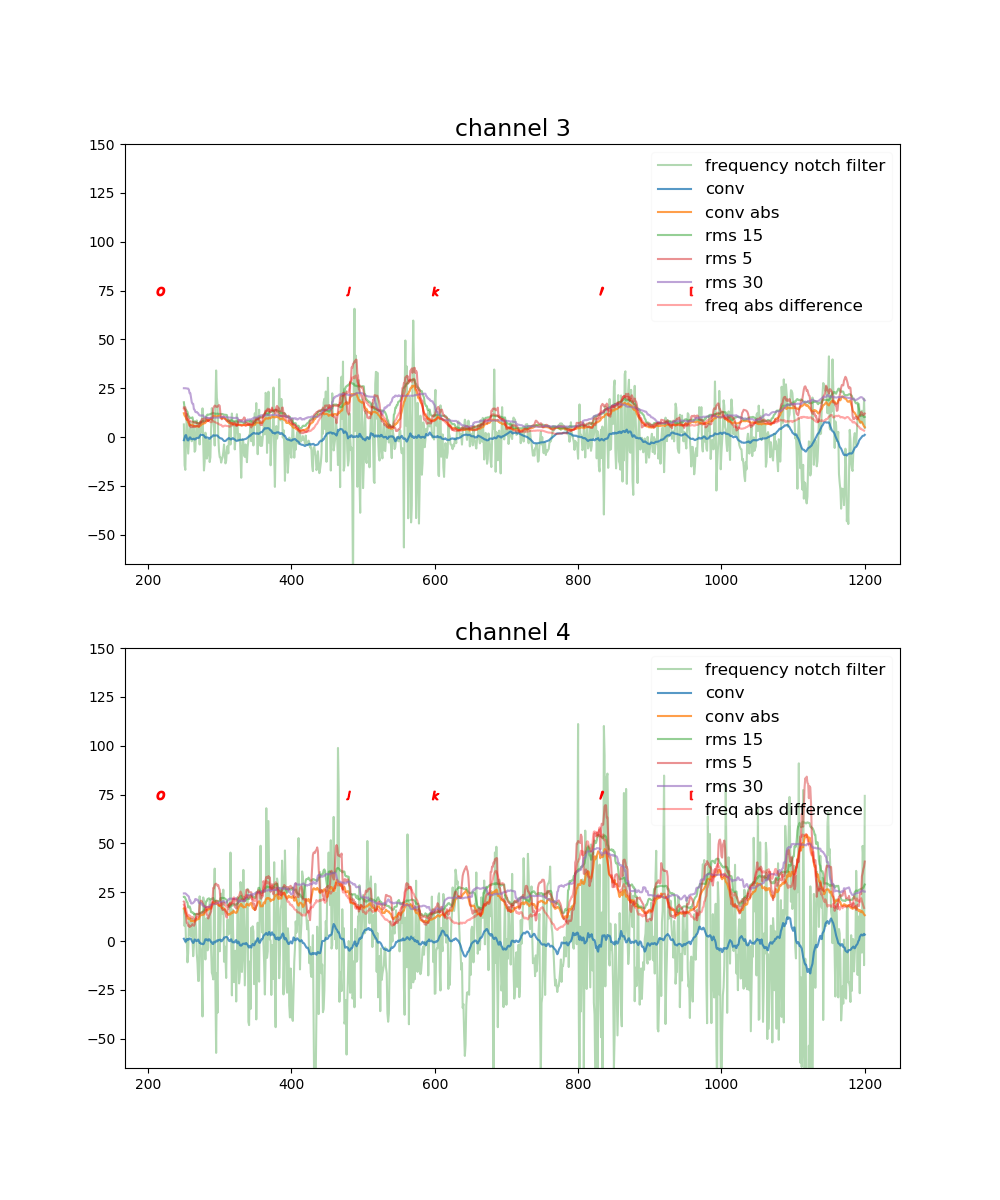 channel 3
150
125
100
75
50
25
0
−25
−50
frequency notch filter
conv
conv abs
rms 15
rms 5
rms 30
freq abs difference
o
k
200 400 600 800 1000 1200
channel 4
150
125
100
75
50
25
0
−25
−50
frequency notch filter
conv
conv abs
rms 15
rms 5
rms 30
freq abs difference
o
k
200 400 600 800 1000 1200